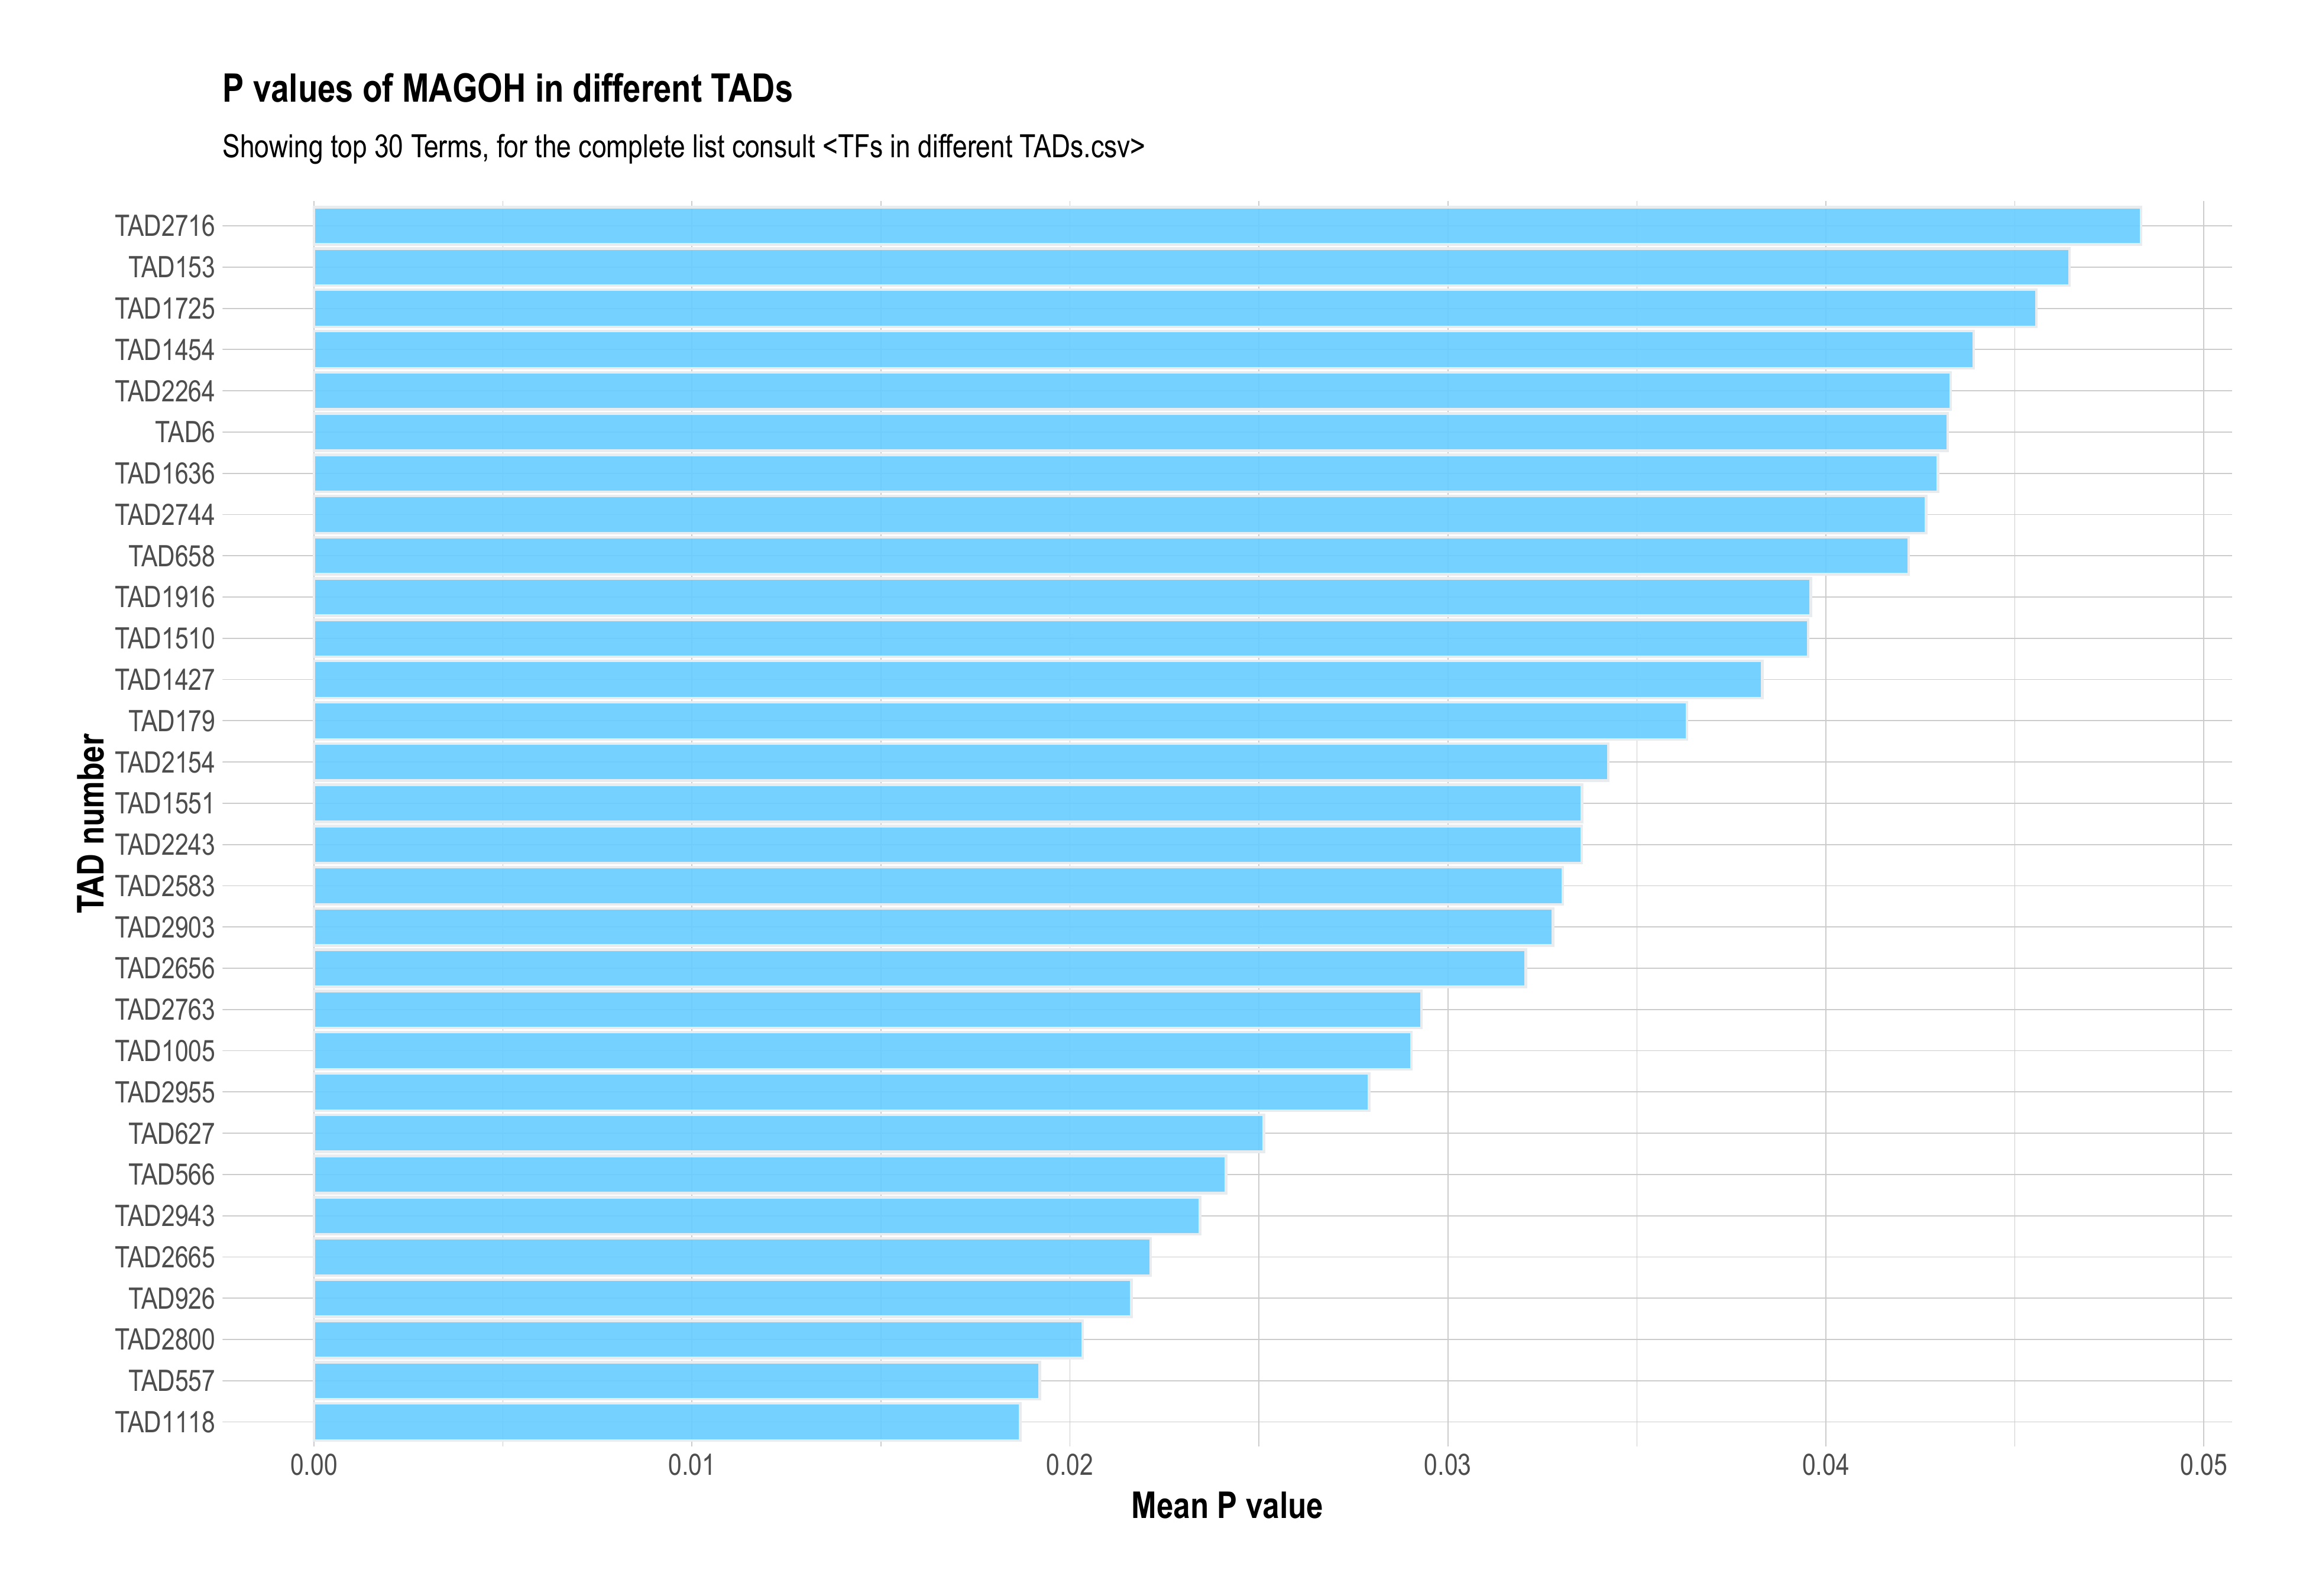 P values of MAGOH in different TADs
Showing top 30 Terms, for the complete list consult <TFs in different TADs.csv>
TAD number
TAD2716
TAD153
TAD1725
TAD1454
TAD2264
TAD6
TAD1636
TAD2744
TAD658
TAD1916
TAD1510
TAD1427
TAD179
TAD2154
TAD1551
TAD2243
TAD2583
TAD2903
TAD2656
TAD2763
TAD1005
TAD2955
TAD627
TAD566
TAD2943
TAD2665
TAD926
TAD2800
TAD557
TAD1118
0.00 0.01 0.02 0.03 0.04 0.05
Mean P value